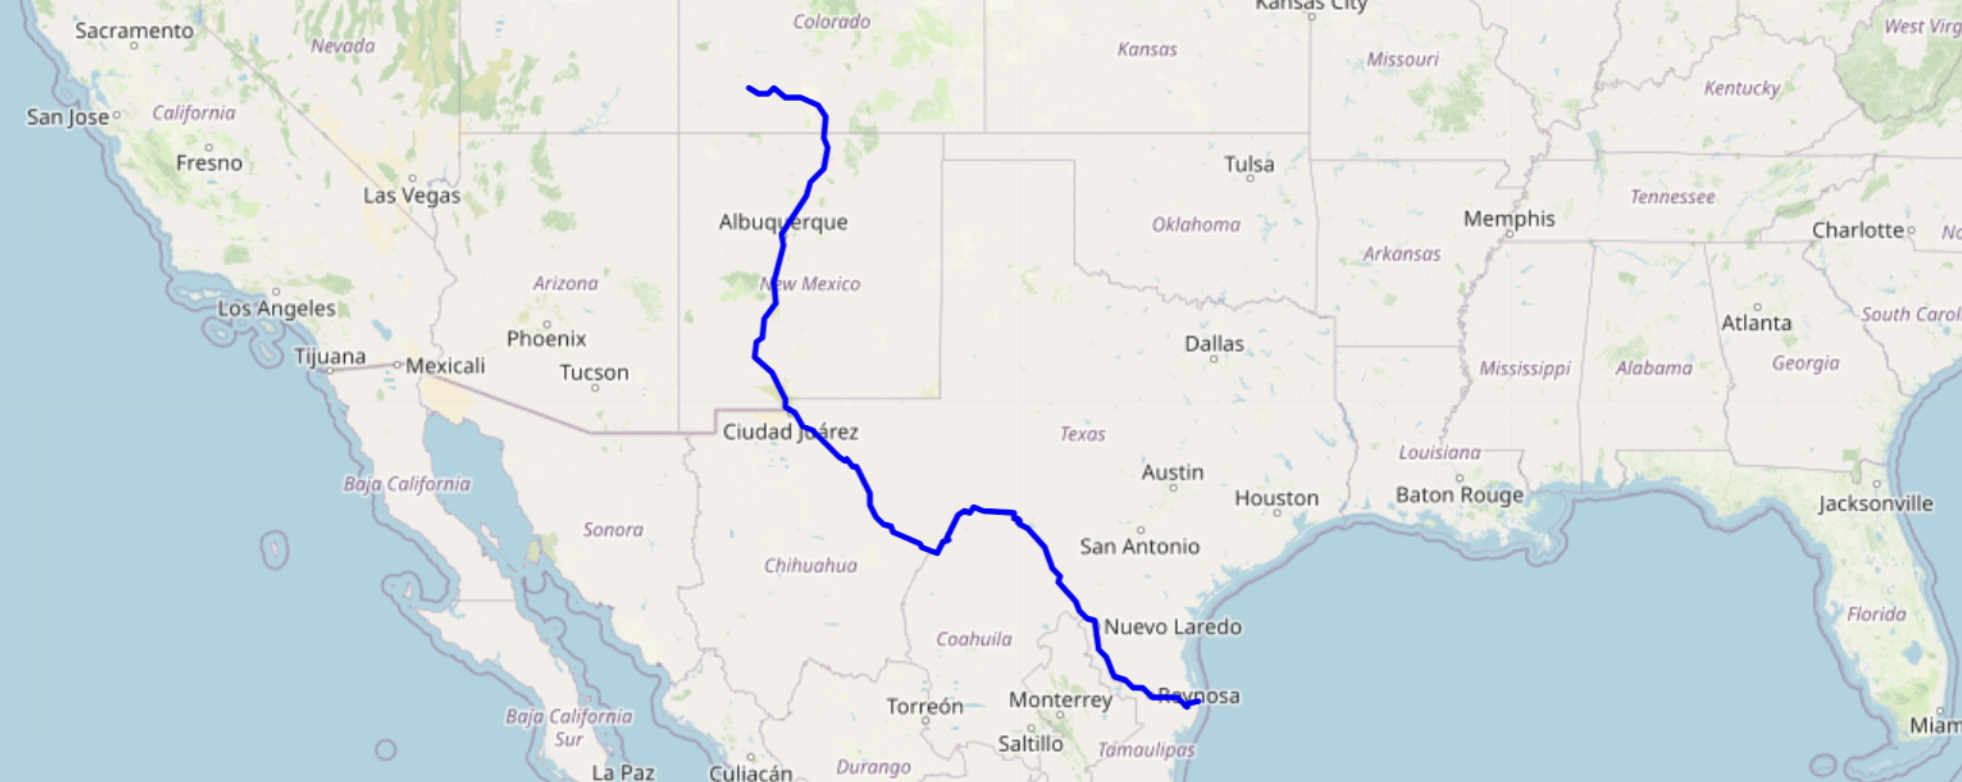 Kansas City
Sacramento
Colorado
West Virg
Nevada
Kansas
Missouri
Kentucky
San Jose
California
Fresno
Tulsa
Las Vegas
Tennessee
Albuquerque
Oklahoma
Memphis
Charlotte
No
Arkansas
Arizona
New Mexico
Los Angeles
South Carol
Phoenix
Dallas
Atlanta
Tijuana
Mexicali
Tucson
Mississippi
Alabama
Georgia
Ciudad Juárez
Texas
Louisiana
Austin
Baja California
Houston
Baton Rouge
Jacksonville
Sonora
San Antonio
Chihuahua
Florida
Nuevo Laredo
Coahuila
Reynosa
Monterrey
Torreón
Baja California
Sur
Miam
Saltillo
Tamaulipas
La Paz
Culiacán
Durango